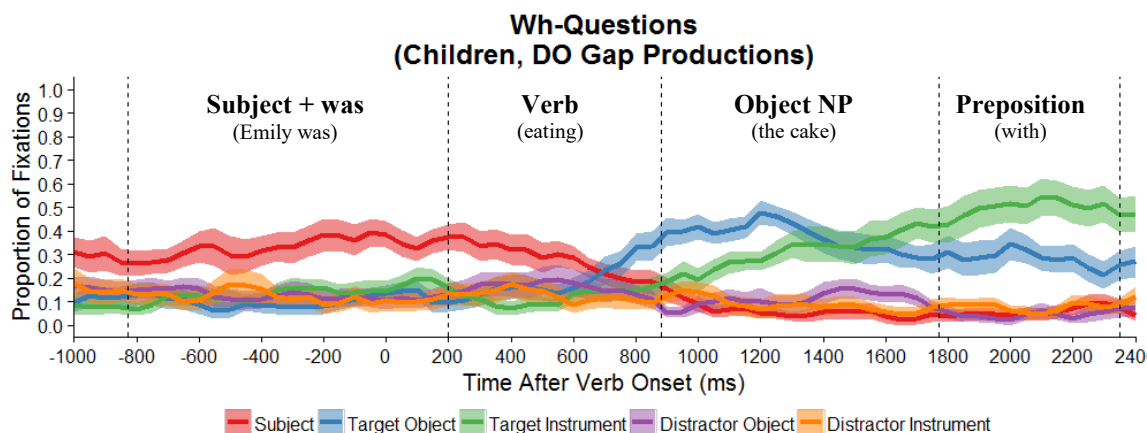 Wh-Questions
(Children, DO Gap Productions)
Subject + was
(Emily was)
Verb
(eating)
Object NP
(the cake)
Preposition
(with)
Proportion of Fixations
1.0
0.9
0.8
0.7
0.6
0.5
0.4
0.3
0.2
0.1
0.0
-1000 -800 -600 -400 -200 0 200 400 600 800 1000 1200 1400 1600 1800 2000 2200 240
Time After Verb Onset (ms)
Subject Target Object Target Instrument Distractor Object Distractor Instrument